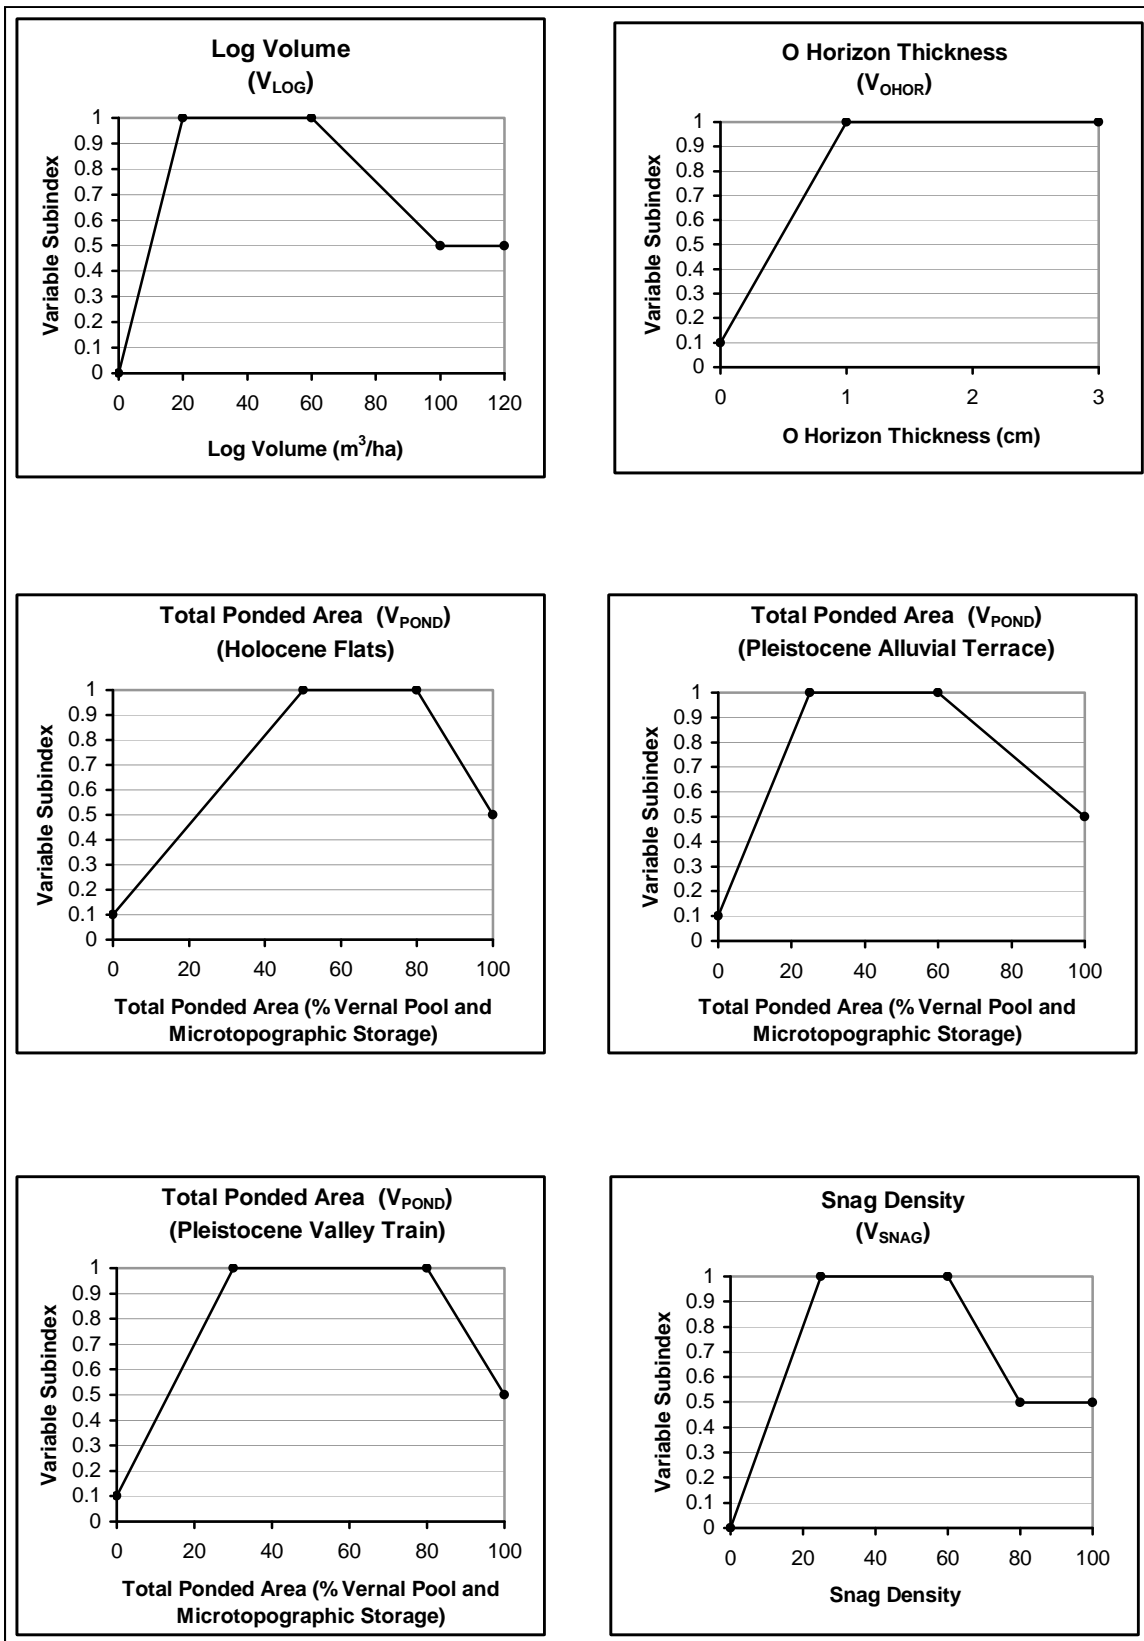 Log Volume
(VLOG)
1
0.9
0.8
0.7
0.6
0.5
0.4
0.3
0.2
0.1
0
Variable Subindex
0 20 40 60 80 100 120
Log Volume (m3/ha)
O Horizon Thickness
(VOHOR)
1
0.9
0.8
0.7
0.6
0.5
0.4
0.3
0.2
0.1
0
Variable Subindex
0 1 2 3
O Horizon Thickness (cm)
Total Ponded Area (VPOND)
(Holocene Flats)
1
0.9
0.8
0.7
0.6
0.5
0.4
0.3
0.2
0.1
0
Variable Subindex
0 20 40 60 80 100
Total Ponded Area (% Vernal Pool and
Microtopographic Storage)
Total Ponded Area (VPOND)
(Pleistocene Alluvial Terrace)
1
0.9
0.8
0.7
0.6
0.5
0.4
0.3
0.2
0.1
0
Variable Subindex
0 20 40 60 80 100
Total Ponded Area (% Vernal Pool and
Microtopographic Storage)
Total Ponded Area (VPOND)
(Pleistocene Valley Train)
1
0.9
0.8
0.7
0.6
0.5
0.4
0.3
0.2
0.1
0
Variable Subindex
0 20 40 60 80 100
Total Ponded Area (% Vernal Pool and
Microtopographic Storage)
Snag Density
(VSNAG)
1
0.9
0.8
0.7
0.6
0.5
0.4
0.3
0.2
0.1
0
Variable Subindex
0 20 40 60 80 100
Snag Density